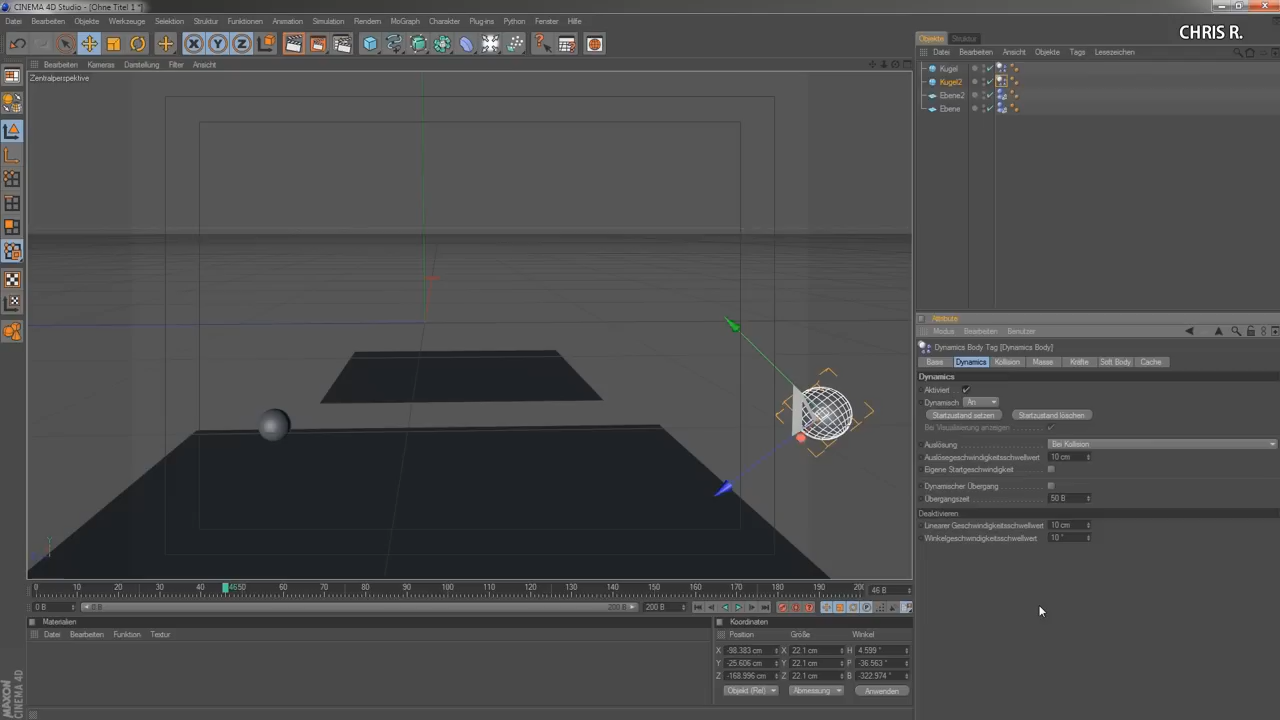 CINEMA 4D Studio - [Ohne Titel 1 *]
Datei Bearbeiten Objekte Werkzeuge Selektion Struktur Funktionen Animation Simulation Rendern MoGraph Charakter Plug-ins Python Fenster Hilfe
CHRIS R.
Objekte Struktur
Datei Bearbeiten Ansicht Objekte Tags Lesezeichen
Bearbeiten Kameras Darstellung Filter Ansicht
Zentralperspektive
Kugel
Kugel2
Ebene2
Ebene
Attribute
Modus Bearbeiten Benutzer
Dynamics Body Tag [Dynamics Body]
Basis Dynamics Kollision Masse Kräfte Soft Body Cache
Dynamics
Aktiviert
Dynamisch An
Startzustand setzen Startzustand löschen
Bei Visualisierung anzeigen
Auslösung Bei Kollision
Auslösegeschwindigkeitsschwellwert 10 cm
Eigene Startgeschwindigkeit
Dynamischer Übergang
Übergangszeit 50 B
Deaktivieren
Linearer Geschwindigkeitsschwellwert 10 cm
Winkelgeschwindigkeitsschwellwert 10 °
0 10 20 30 40 4650 60 70 80 90 100 110 120 130 140 150 160 170 180 190 200 46 B
0 B 0 B 200 B 200 B
Materialien
Datei Bearbeiten Funktion Textur
Koordinaten
Position Größe Winkel
X -98.383 cm X 22.1 cm H 4.599 °
Y -25.606 cm Y 22.1 cm P -36.563 °
Z -168.996 cm Z 22.1 cm B -322.974 °
Objekt (Rel) Abmessung Anwenden
MAXON
CINEMA 4D